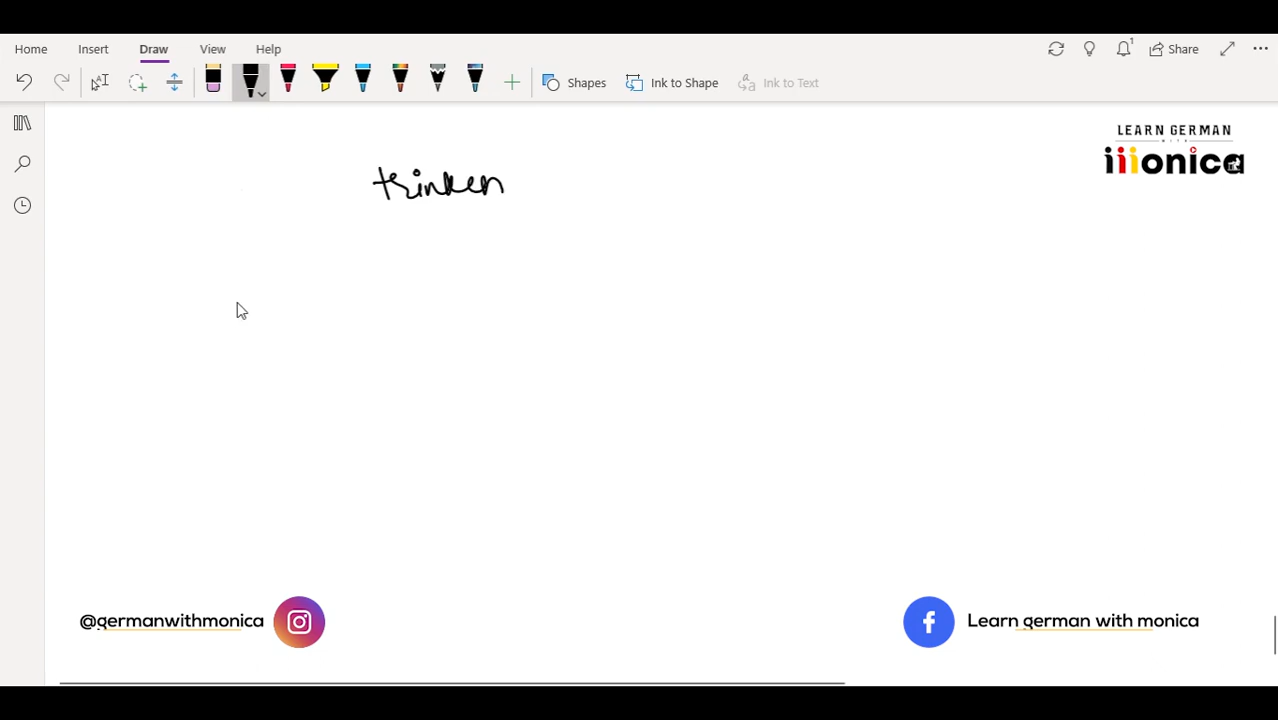 Home Insert Draw View Help
1 Share
Shapes Ink to Shape Ink to Text
LEARN GERMAN
monica
trinken
@germanwithmonica
Learn german with monica